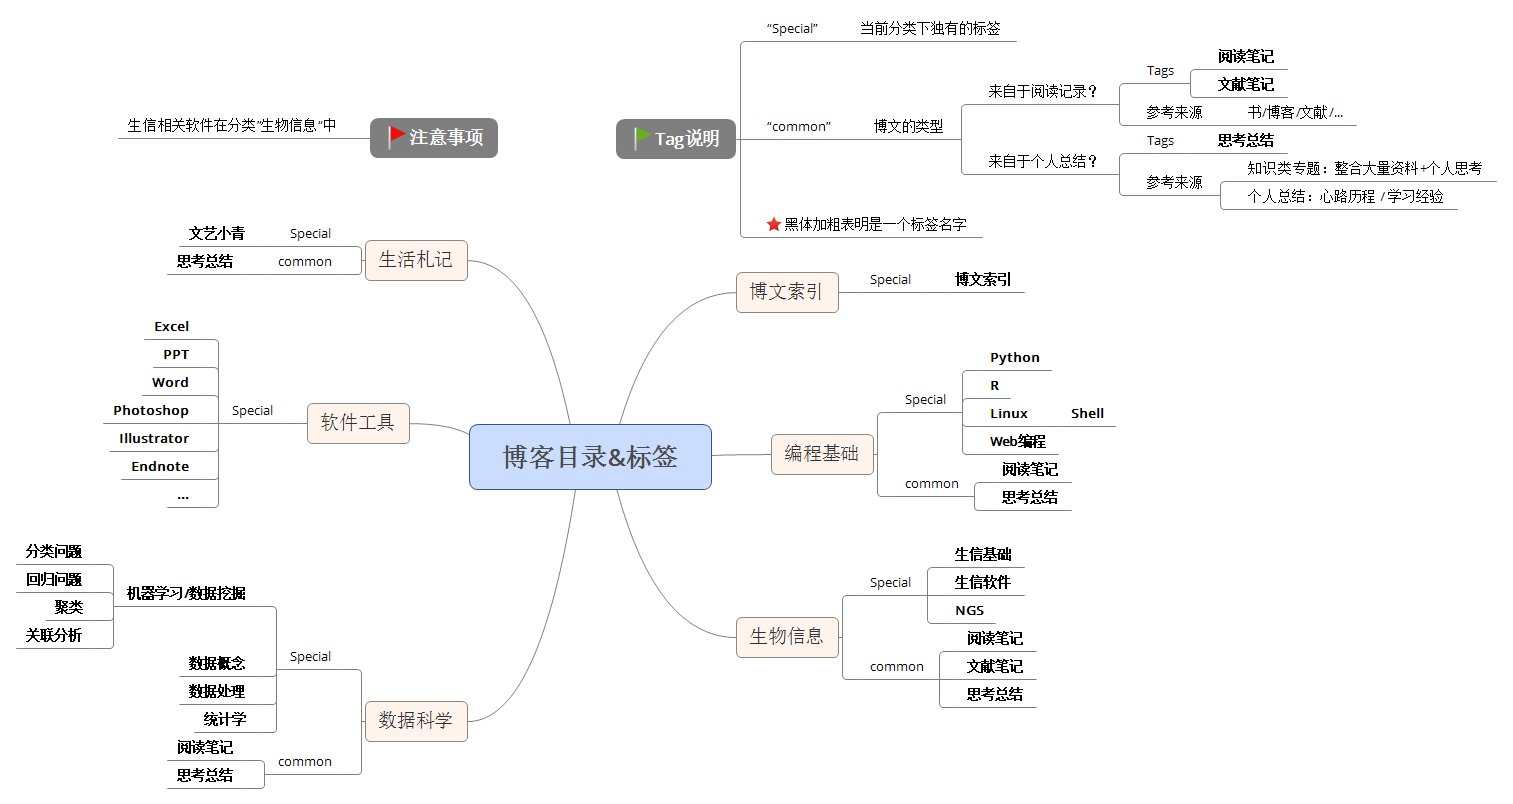 “Special” 当前分类下独有的标签
阅读笔记
Tags
文献笔记
来自于阅读记录？
参考来源 书/博客/文献/...
生信相关软件在分类“生物信息“中
注意事项
Tag说明
“common” 博文的类型
Tags 思考总结
来自于个人总结？
知识类专题：整合大量资料+个人思考
参考来源
个人总结：心路历程 / 学习经验
黑体加粗表明是一个标签名字
文艺小青 Special
思考总结 common
生活札记
博文索引
Special 博文索引
Excel
PPT
Word
Photoshop
Illustrator
Endnote
...
Special
软件工具
博客目录&标签
编程基础
Special
Python
R
Linux Shell
Web编程
common
阅读笔记
思考总结
分类问题
回归问题
聚类
关联分析
机器学习/数据挖掘
数据概念
数据处理
统计学
Special
阅读笔记
思考总结
common
数据科学
生物信息
Special
生信基础
生信软件
NGS
common
阅读笔记
文献笔记
思考总结